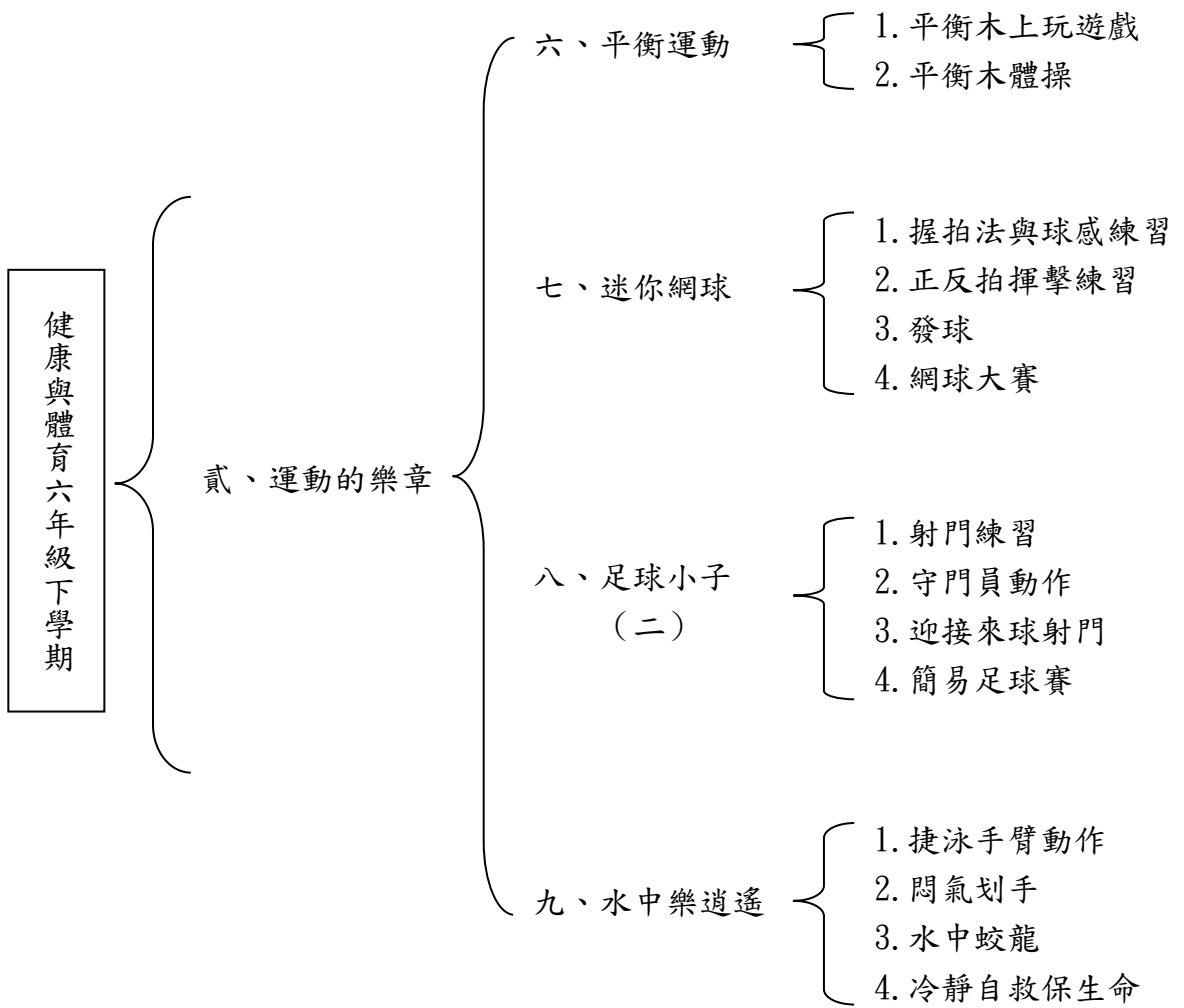 健康與體育六年級下學期
貳、運動的樂章
六、平衡運動
1.平衡木上玩遊戲
2.平衡木體操
七、迷你網球
1.握拍法與球感練習
2.正反拍揮擊練習
3.發球
4.網球大賽
八、足球小子
（二）
1.射門練習
2.守門員動作
3.迎接來球射門
4.簡易足球賽
九、水中樂逍遙
1.捷泳手臂動作
2.悶氣划手
3.水中蛟龍
4.冷靜自救保生命